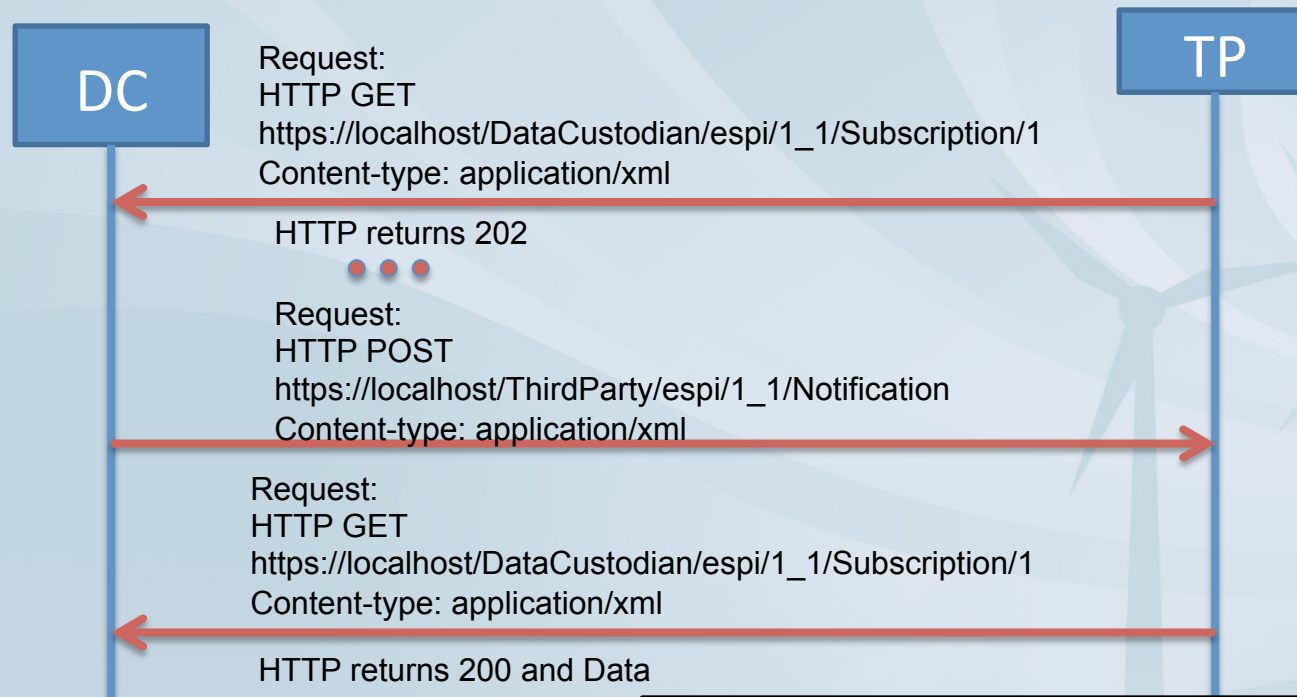 DC
TP
Request:
HTTP GET
https://localhost/DataCustodian/espi/1_1/Subscription/1
Content-type: application/xml
HTTP returns 202
Request:
HTTP POST
https://localhost/ThirdParty/espi/1_1/Notification
Content-type: application/xml
Request:
HTTP GET
https://localhost/DataCustodian/espi/1_1/Subscription/1
Content-type: application/xml
HTTP returns 200 and Data